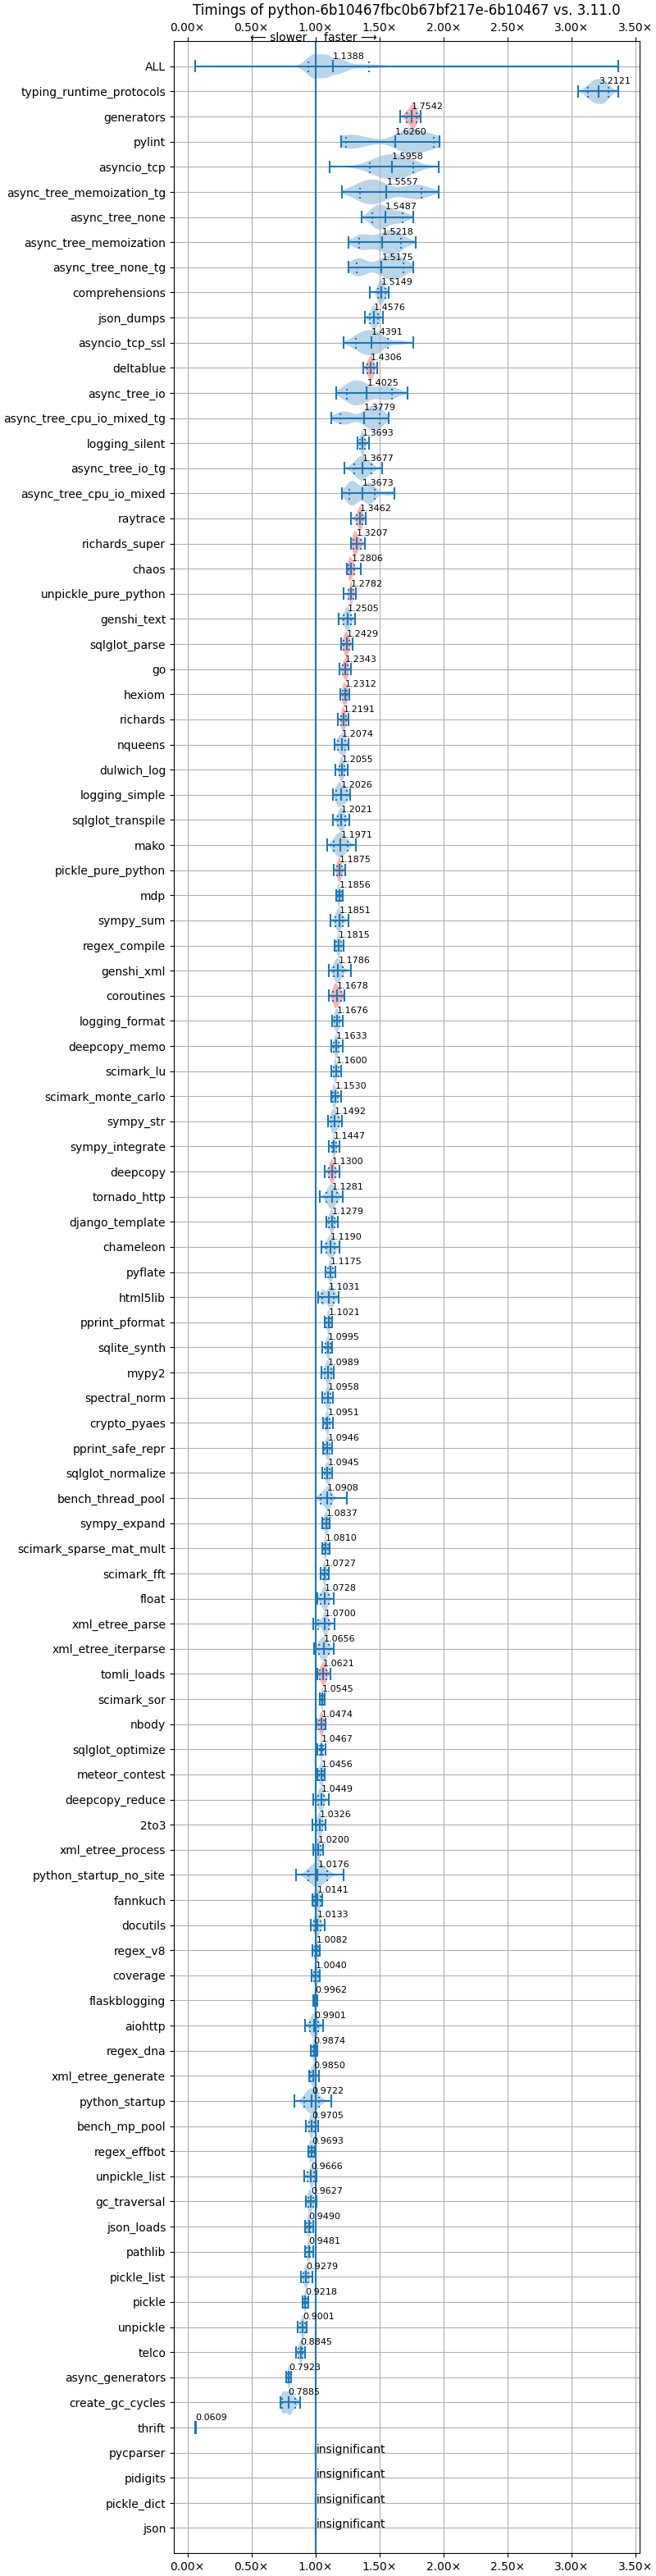 Timings of python-6b10467fbc0b67bf217e-6b10467 vs. 3.11.0
0.00× 0.50× 1.00× 1.50× 2.00× 2.50× 3.00× 3.50×
⟵ slower faster ⟶
ALL 1.1388
typing_runtime_protocols 3.2121
generators 1.7542
pylint 1.6260
asyncio_tcp 1.5958
async_tree_memoization_tg 1.5557
async_tree_none 1.5487
async_tree_memoization 1.5218
async_tree_none_tg 1.5175
comprehensions 1.5149
json_dumps 1.4576
asyncio_tcp_ssl 1.4391
deltablue 1.4306
async_tree_io 1.4025
async_tree_cpu_io_mixed_tg 1.3779
logging_silent 1.3693
async_tree_io_tg 1.3677
async_tree_cpu_io_mixed 1.3673
raytrace 1.3462
richards_super 1.3207
chaos 1.2806
unpickle_pure_python 1.2782
genshi_text 1.2505
sqlglot_parse 1.2429
go 1.2343
hexiom 1.2312
richards 1.2191
nqueens 1.2074
dulwich_log 1.2055
logging_simple 1.2026
sqlglot_transpile 1.2021
mako 1.1971
pickle_pure_python 1.1875
mdp 1.1856
sympy_sum 1.1851
regex_compile 1.1815
genshi_xml 1.1786
coroutines 1.1678
logging_format 1.1676
deepcopy_memo 1.1633
scimark_lu 1.1600
scimark_monte_carlo 1.1530
sympy_str 1.1492
sympy_integrate 1.1447
deepcopy 1.1300
tornado_http 1.1281
django_template 1.1279
chameleon 1.1190
pyflate 1.1175
html5lib 1.1031
pprint_pformat 1.1021
sqlite_synth 1.0995
mypy2 1.0989
spectral_norm 1.0958
crypto_pyaes 1.0951
pprint_safe_repr 1.0946
sqlglot_normalize 1.0945
bench_thread_pool 1.0908
sympy_expand 1.0837
scimark_sparse_mat_mult 1.0810
scimark_fft 1.0727
float 1.0728
xml_etree_parse 1.0700
xml_etree_iterparse 1.0656
tomli_loads 1.0621
scimark_sor 1.0545
nbody 1.0474
sqlglot_optimize 1.0467
meteor_contest 1.0456
deepcopy_reduce 1.0449
2to3 1.0326
xml_etree_process 1.0200
python_startup_no_site 1.0176
fannkuch 1.0141
docutils 1.0133
regex_v8 1.0082
coverage 1.0040
flaskblogging 0.9962
aiohttp 0.9901
regex_dna 0.9874
xml_etree_generate 0.9850
python_startup 0.9722
bench_mp_pool 0.9705
regex_effbot 0.9693
unpickle_list 0.9666
gc_traversal 0.9627
json_loads 0.9490
pathlib 0.9481
pickle_list 0.9279
pickle 0.9218
unpickle 0.9001
telco 0.8845
async_generators 0.7923
create_gc_cycles 0.7885
thrift 0.0609
pycparser insignificant
pidigits insignificant
pickle_dict insignificant
json insignificant
0.00× 0.50× 1.00× 1.50× 2.00× 2.50× 3.00× 3.50×